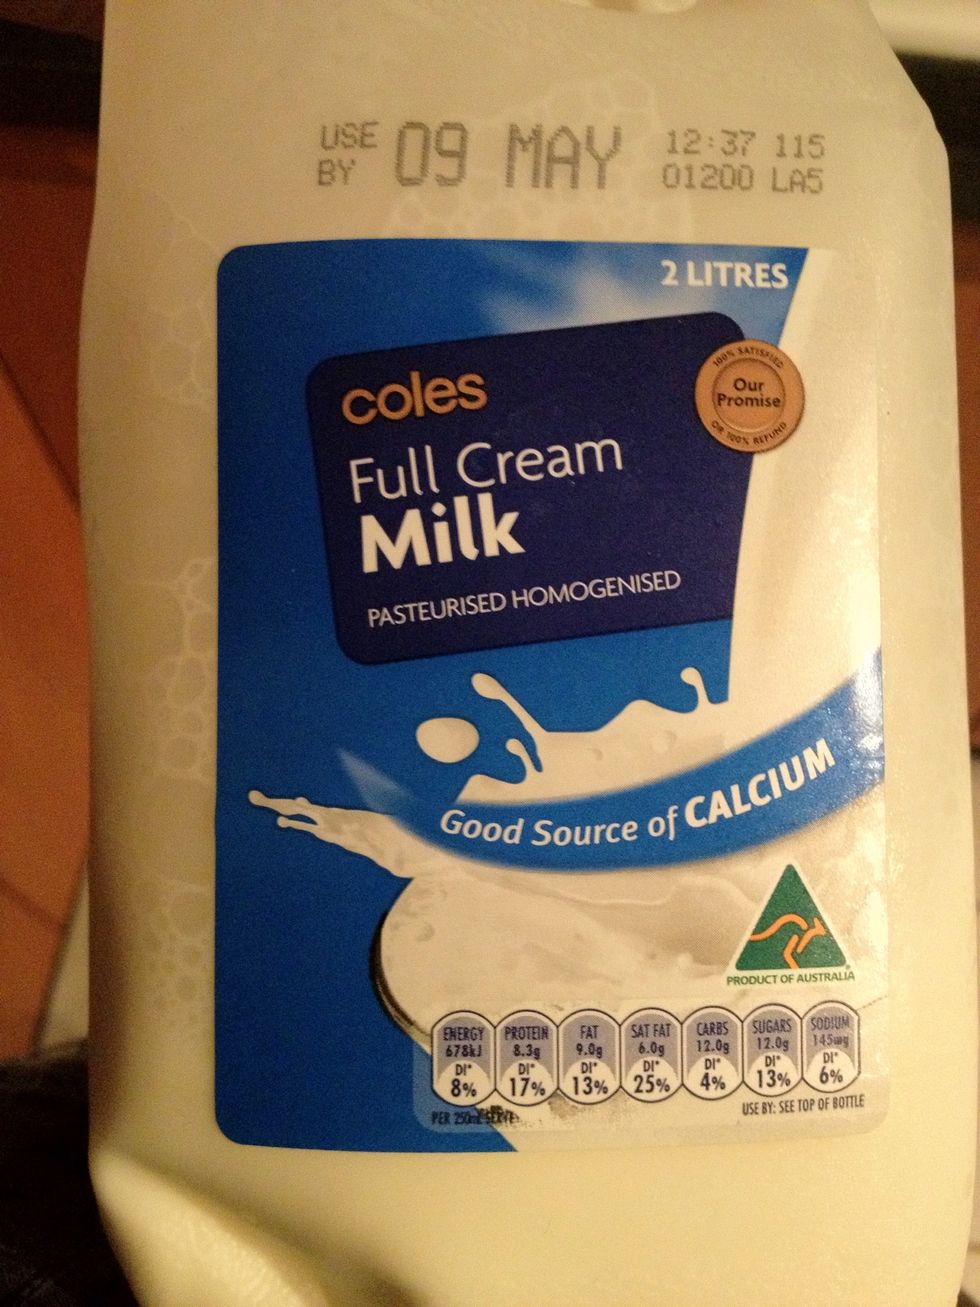 USE BY 09 MAY 12:37 115
01200 LA5
2 LITRES
coles
Full Cream
Milk
PASTEURISED HOMOGENISED
100% SATISFIED
Our
Promise
OR 100% REFUND
Good Source of CALCIUM
PRODUCT OF AUSTRALIA
ENERGY PROTEIN FAT SAT FAT CARBS SUGARS SODIUM
678kJ 8.3g 9.0g 6.0g 12.0g 12.0g 145mg
DI* DI* DI* DI* DI* DI* DI*
8% 17% 13% 25% 4% 13% 6%
PER 250mL SERVE
USE BY: SEE TOP OF BOTTLE